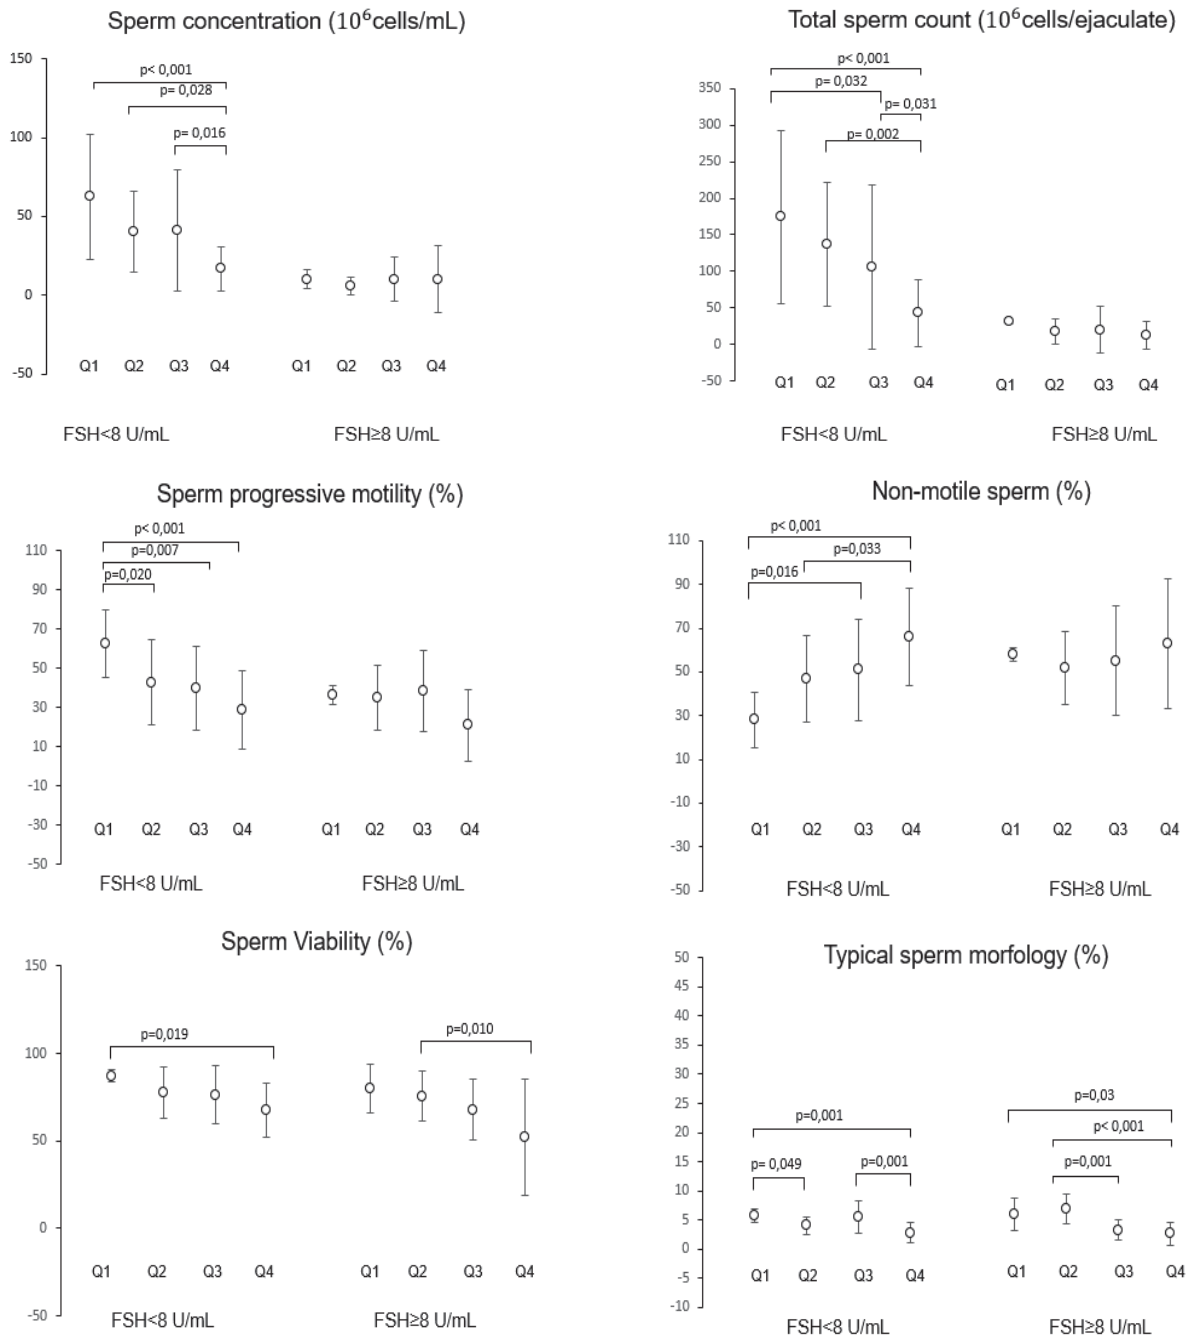 Sperm concentration (10⁶cells/mL)
150
100
50
0
-50
p< 0,001
p= 0,028
p= 0,016
Q1 Q2 Q3 Q4 Q1 Q2 Q3 Q4
FSH<8 U/mL FSH≥8 U/mL
Total sperm count (10⁶cells/ejaculate)
350
300
250
200
150
100
50
0
-50
p< 0,001
p= 0,032
p= 0,031
p= 0,002
Q1 Q2 Q3 Q4 Q1 Q2 Q3 Q4
FSH<8 U/mL FSH≥8 U/mL
Sperm progressive motility (%)
110
90
70
50
30
10
-10
-30
-50
p< 0,001
p=0,007
p=0,020
Q1 Q2 Q3 Q4 Q1 Q2 Q3 Q4
FSH<8 U/mL FSH≥8 U/mL
Non-motile sperm (%)
110
90
70
50
30
10
-10
-30
-50
p< 0,001
p=0,033
p=0,016
Q1 Q2 Q3 Q4 Q1 Q2 Q3 Q4
FSH<8 U/mL FSH≥8 U/mL
Sperm Viability (%)
150
100
50
0
-50
p=0,019
p=0,010
Q1 Q2 Q3 Q4 Q1 Q2 Q3 Q4
FSH<8 U/mL FSH≥8 U/mL
Typical sperm morfology (%)
50
45
40
35
30
25
20
15
10
5
0
-5
-10
p=0,001
p= 0,049
p=0,001
p=0,03
p< 0,001
p=0,001
Q1 Q2 Q3 Q4 Q1 Q2 Q3 Q4
FSH<8 U/mL FSH≥8 U/mL